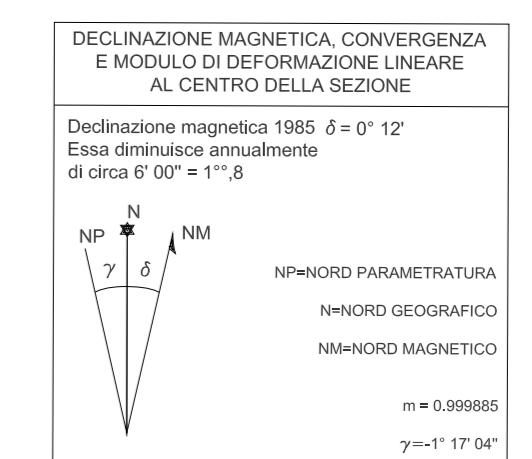 DECLINAZIONE MAGNETICA, CONVERGENZA
E MODULO DI DEFORMAZIONE LINEARE
AL CENTRO DELLA SEZIONE
Declinazione magnetica 1985 δ = 0° 12'
Essa diminuisce annualmente
di circa 6' 00" = 1°°,8
N
NP
NM
γ
δ
NP=NORD PARAMETRATURA
N=NORD GEOGRAFICO
NM=NORD MAGNETICO
m = 0.999885
γ=-1° 17' 04"